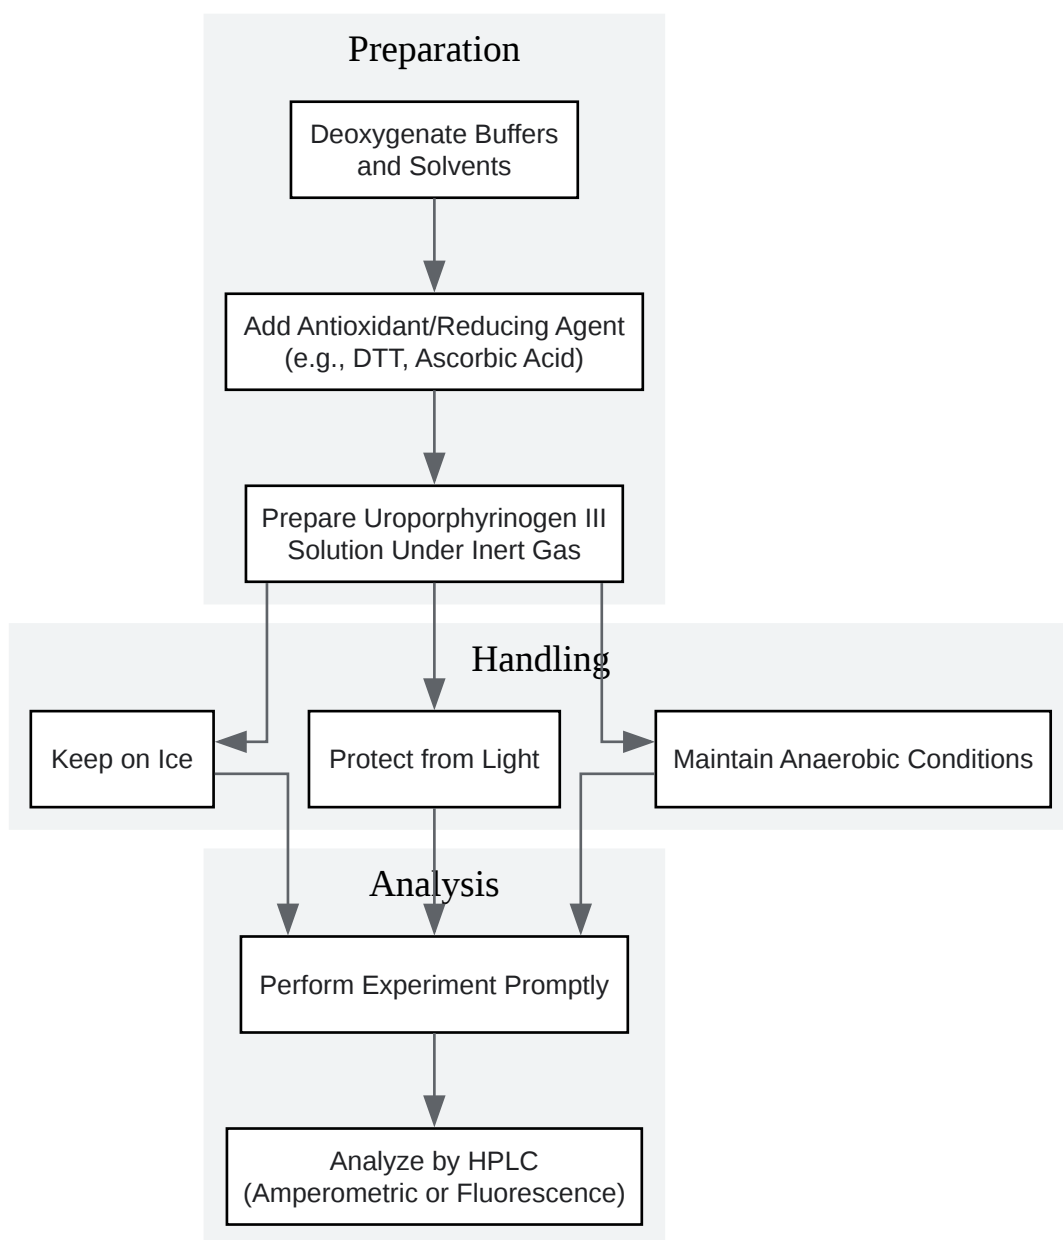 Preparation
Deoxygenate Buffers
and Solvents
Add Antioxidant/Reducing Agent
(e.g., DTT, Ascorbic Acid)
Prepare Uroporphyrinogen III
Solution Under Inert Gas
Handling
Keep on Ice
Protect from Light
Maintain Anaerobic Conditions
Analysis
Perform Experiment Promptly
Analyze by HPLC
(Amperometric or Fluorescence)